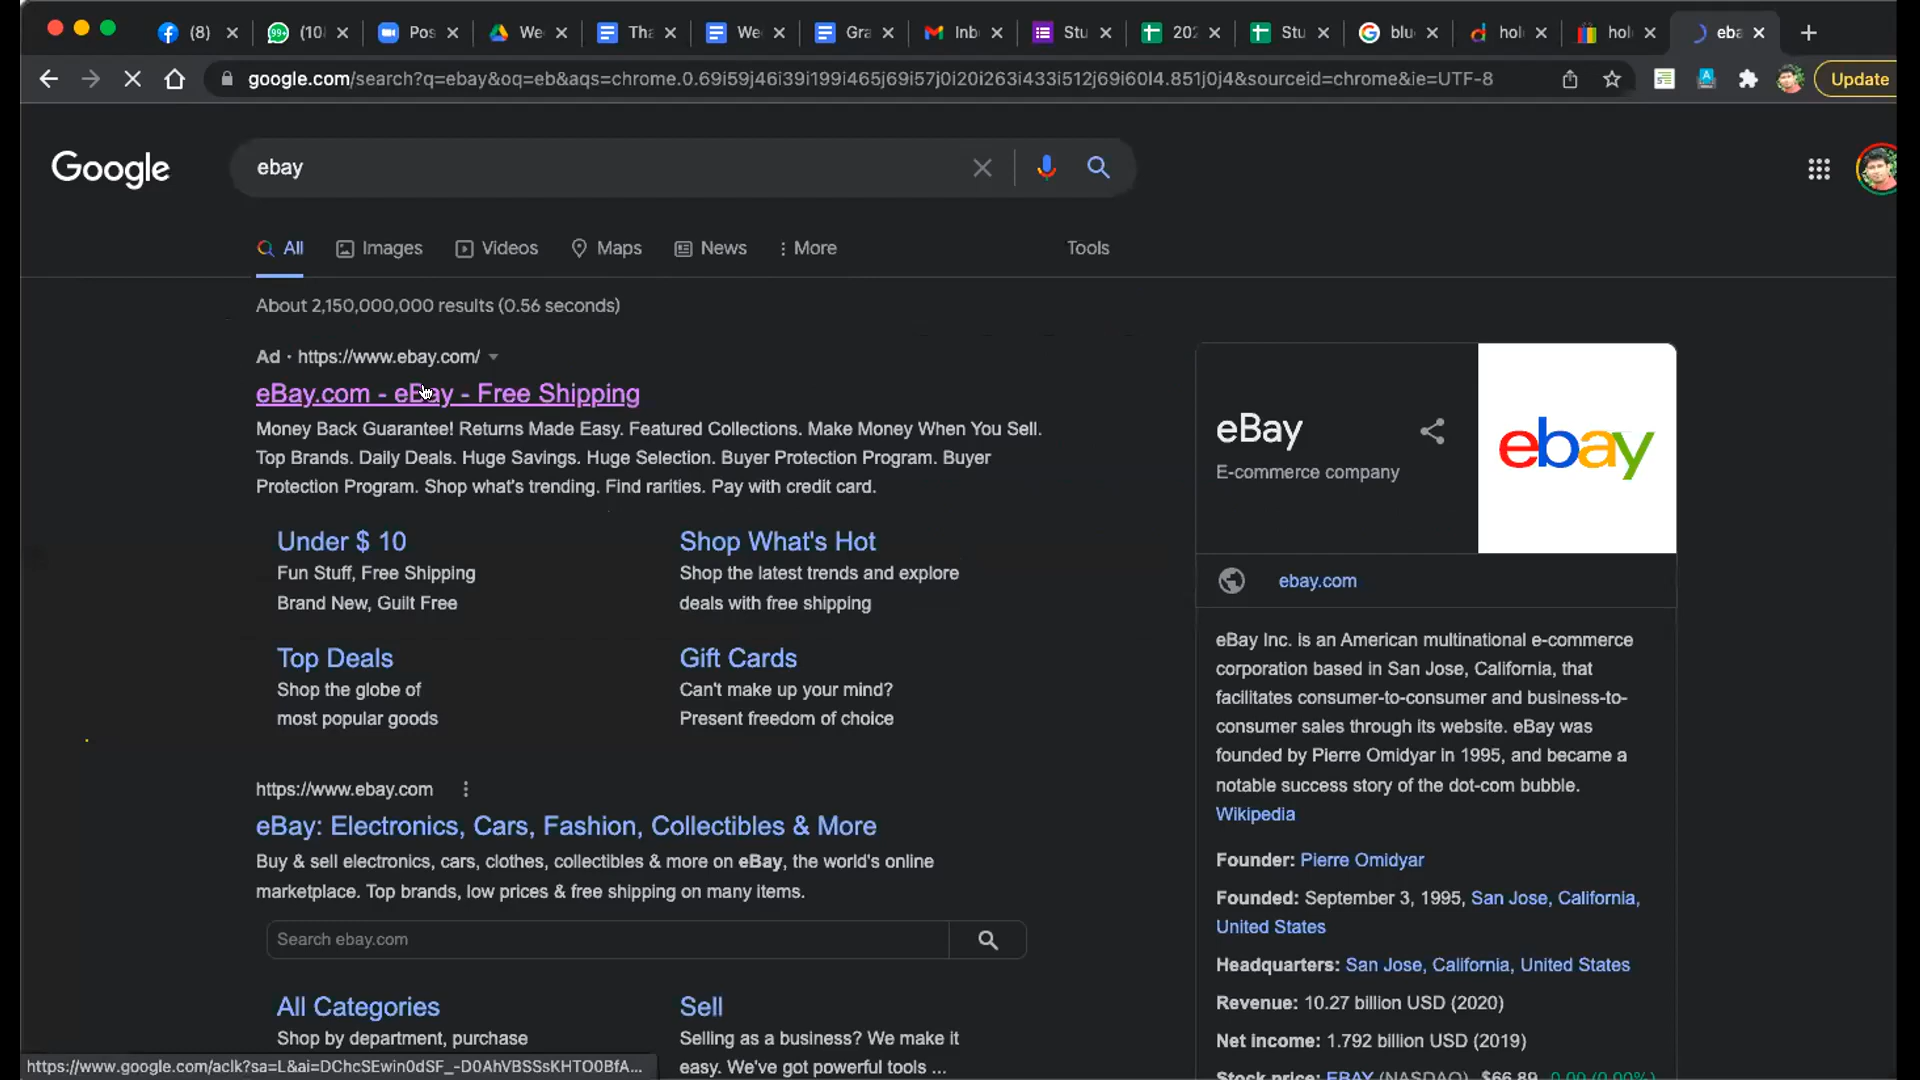 (8) (10 Pos We Tha We Gra Inb Stu 202 Stu blu hol hol eba
google.com/search?q=ebay&oq=eb&aqs=chrome.0.69i59j46i39i199i465j69i57j0i20i263i433i512j69i60l4.851j0j4&sourceid=chrome&ie=UTF-8 Update
Google ebay
All Images Videos Maps News More Tools
About 2,150,000,000 results (0.56 seconds)
Ad · https://www.ebay.com/
eBay.com - eBay - Free Shipping
Money Back Guarantee! Returns Made Easy. Featured Collections. Make Money When You Sell.
Top Brands. Daily Deals. Huge Savings. Huge Selection. Buyer Protection Program. Buyer
Protection Program. Shop what's trending. Find rarities. Pay with credit card.
Under $ 10
Fun Stuff, Free Shipping
Brand New, Guilt Free
Shop What's Hot
Shop the latest trends and explore
deals with free shipping
Top Deals
Shop the globe of
most popular goods
Gift Cards
Can't make up your mind?
Present freedom of choice
https://www.ebay.com
eBay: Electronics, Cars, Fashion, Collectibles & More
Buy & sell electronics, cars, clothes, collectibles & more on eBay, the world's online
marketplace. Top brands, low prices & free shipping on many items.
Search ebay.com
All Categories
Shop by department, purchase
Sell
Selling as a business? We make it
easy. We've got powerful tools ...
https://www.google.com/aclk?sa=L&ai=DChcSEwin0dSF_-D0AhVBSSsKHTO0BfA...
eBay
E-commerce company
ebay
ebay.com
eBay Inc. is an American multinational e-commerce
corporation based in San Jose, California, that
facilitates consumer-to-consumer and business-to-
consumer sales through its website. eBay was
founded by Pierre Omidyar in 1995, and became a
notable success story of the dot-com bubble.
Wikipedia
Founder: Pierre Omidyar
Founded: September 3, 1995, San Jose, California,
United States
Headquarters: San Jose, California, United States
Revenue: 10.27 billion USD (2020)
Net income: 1.792 billion USD (2019)
Stock price: EBAY (NASDAQ) $66.89 0.00 (0.00%)